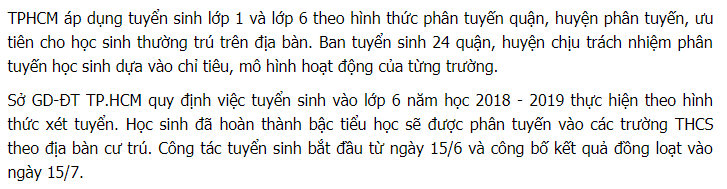 TPHCM áp dụng tuyển sinh lớp 1 và lớp 6 theo hình thức phân tuyến quận, huyện phân tuyến, ưu
tiên cho học sinh thường trú trên địa bàn. Ban tuyển sinh 24 quận, huyện chịu trách nhiệm phân
tuyến học sinh dựa vào chỉ tiêu, mô hình hoạt động của từng trường.
Sở GD-ĐT TP.HCM quy định việc tuyển sinh vào lớp 6 năm học 2018 - 2019 thực hiện theo hình
thức xét tuyển. Học sinh đã hoàn thành bậc tiểu học sẽ được phân tuyến vào các trường THCS
theo địa bàn cư trú. Công tác tuyển sinh bắt đầu từ ngày 15/6 và công bố kết quả đồng loạt vào
ngày 15/7.